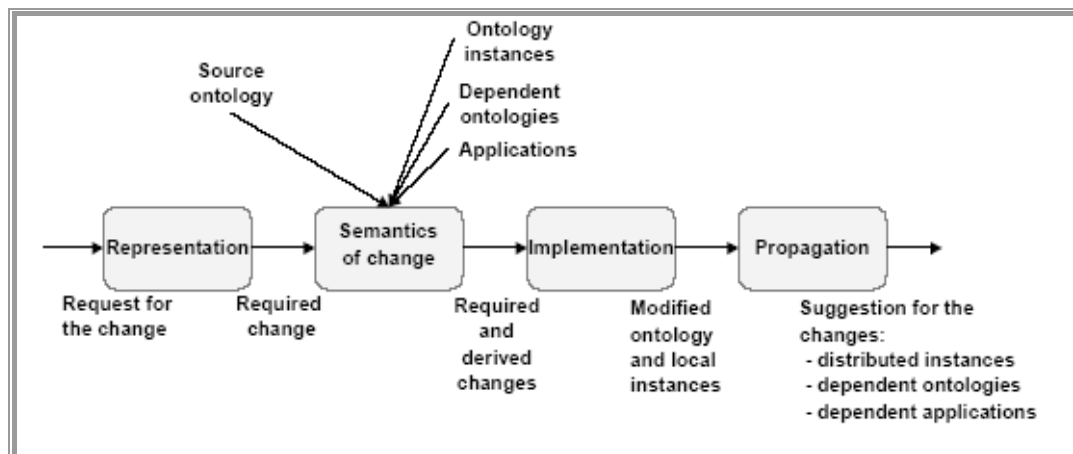 Ontology
instances
Source
ontology
Dependent
ontologies
Applications
Representation
Semantics
of change
Implementation
Propagation
Request for
the change
Required
change
Required
and
derived
changes
Modified
ontology
and local
instances
Suggestion for the
changes:
- distributed instances
- dependent ontologies
- dependent applications